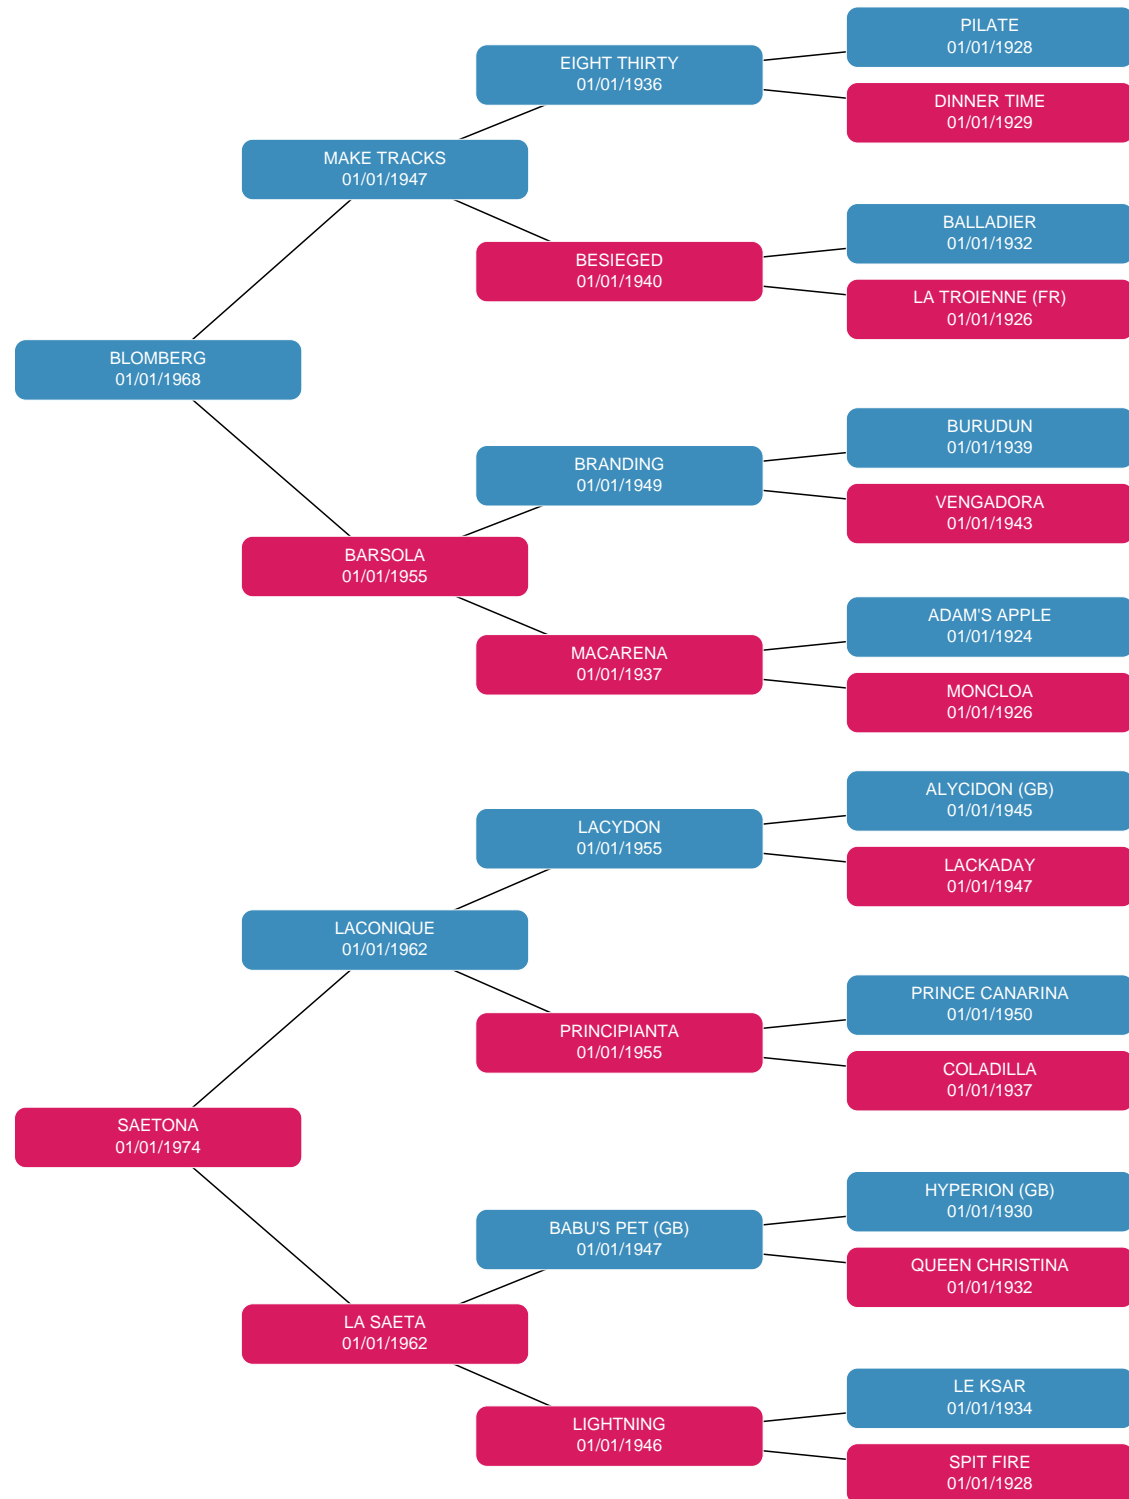 PILATE
01/01/1928
EIGHT THIRTY
01/01/1936
DINNER TIME
01/01/1929
MAKE TRACKS
01/01/1947
BALLADIER
01/01/1932
BESIEGED
01/01/1940
LA TROIENNE (FR)
01/01/1926
BLOMBERG
01/01/1968
BURUDUN
01/01/1939
BRANDING
01/01/1949
VENGADORA
01/01/1943
BARSOLA
01/01/1955
ADAM'S APPLE
01/01/1924
MACARENA
01/01/1937
MONCLOA
01/01/1926
ALYCIDON (GB)
01/01/1945
LACYDON
01/01/1955
LACKADAY
01/01/1947
LACONIQUE
01/01/1962
PRINCE CANARINA
01/01/1950
PRINCIPIANTA
01/01/1955
COLADILLA
01/01/1937
SAETONA
01/01/1974
HYPERION (GB)
01/01/1930
BABU'S PET (GB)
01/01/1947
QUEEN CHRISTINA
01/01/1932
LA SAETA
01/01/1962
LE KSAR
01/01/1934
LIGHTNING
01/01/1946
SPIT FIRE
01/01/1928